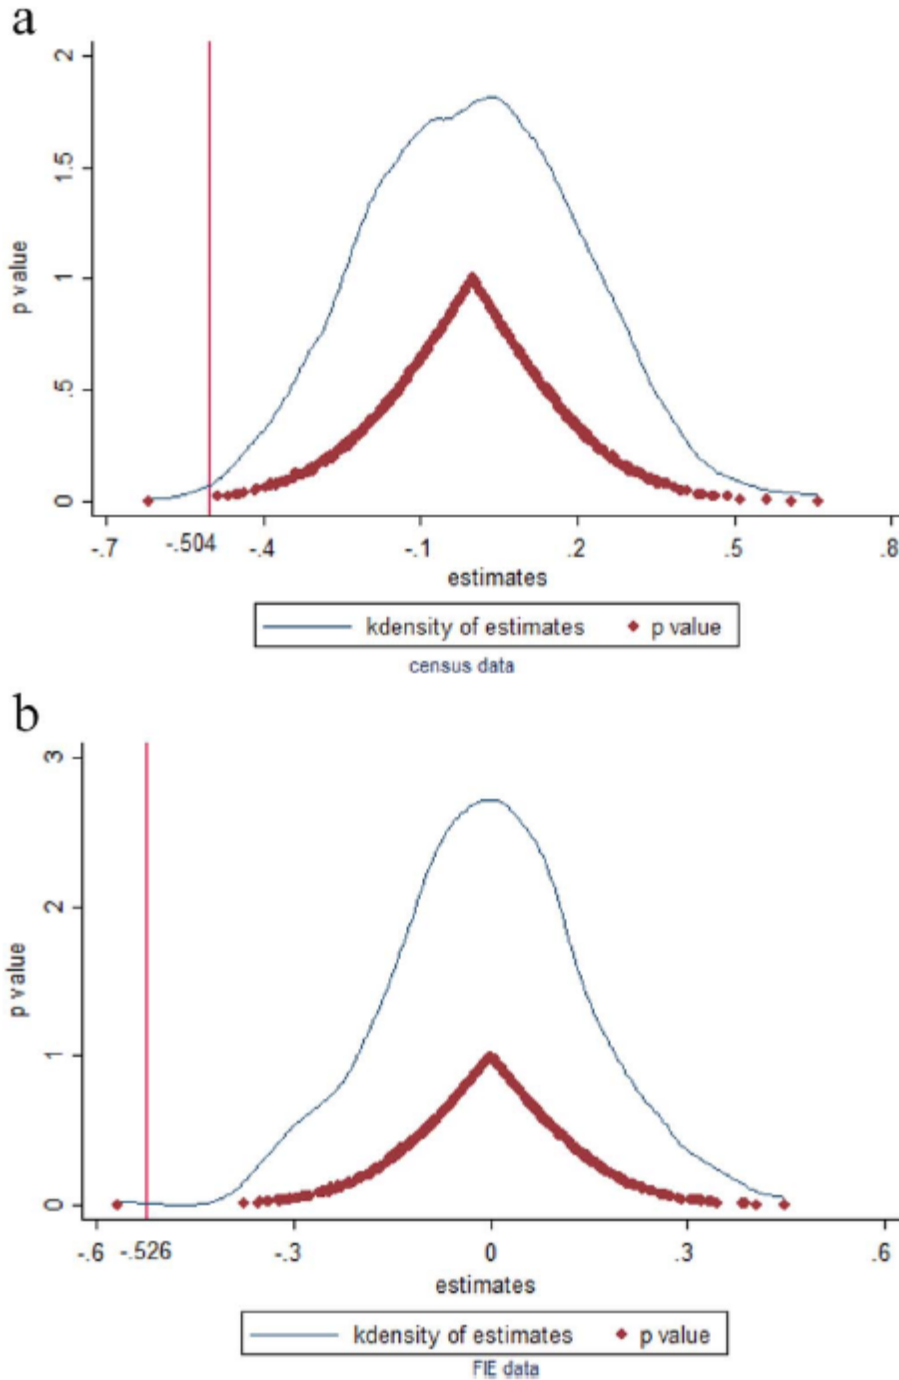 a
2
1.5
1
.5
0
p value
-.7 -.504 -.4 -.1 .2 .5 .8
estimates
kdensity of estimates p value
census data
b
3
2
1
0
p value
-.6 -.526 -.3 0 .3 .6
estimates
kdensity of estimates p value
FIE data